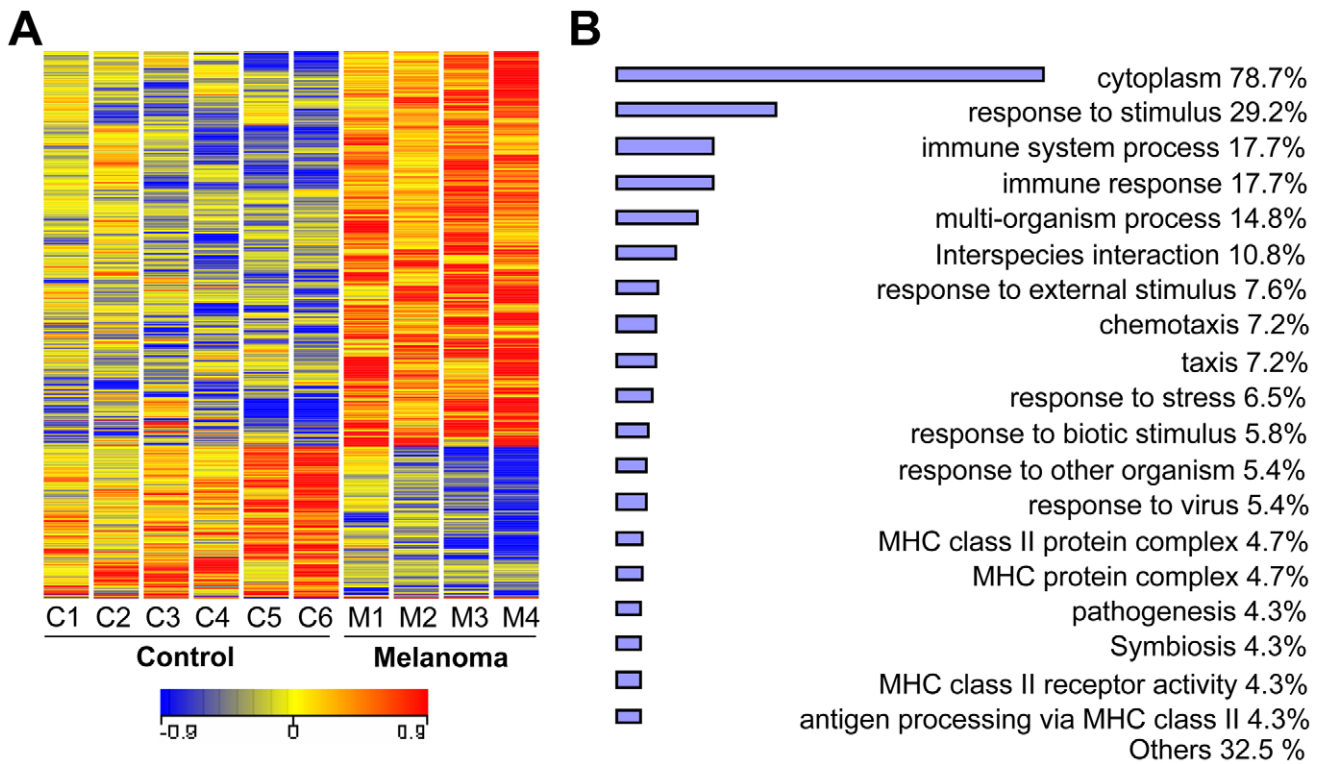 A
C1 C2 C3 C4 C5 C6 M1 M2 M3 M4
Control Melanoma
-0.9 0 0.9
B
cytoplasm 78.7%
response to stimulus 29.2%
immune system process 17.7%
immune response 17.7%
multi-organism process 14.8%
Interspecies interaction 10.8%
response to external stimulus 7.6%
chemotaxis 7.2%
taxis 7.2%
response to stress 6.5%
response to biotic stimulus 5.8%
response to other organism 5.4%
response to virus 5.4%
MHC class II protein complex 4.7%
MHC protein complex 4.7%
pathogenesis 4.3%
Symbiosis 4.3%
MHC class II receptor activity 4.3%
antigen processing via MHC class II 4.3%
Others 32.5 %